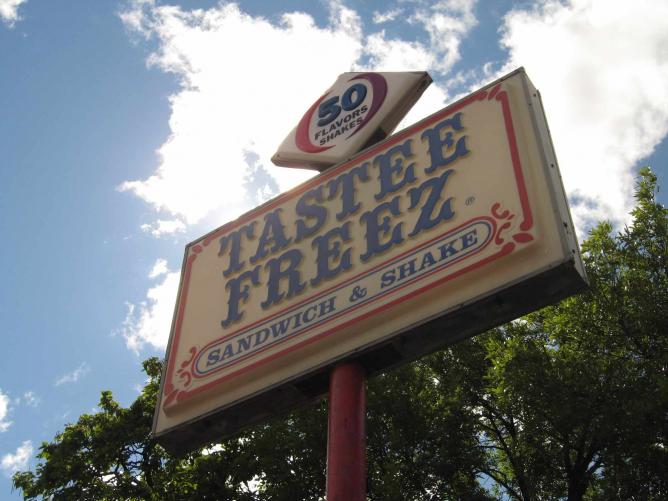 50
FLAVORS
SHAKES
TASTEE
FREEZ ®
SANDWICH & SHAKE